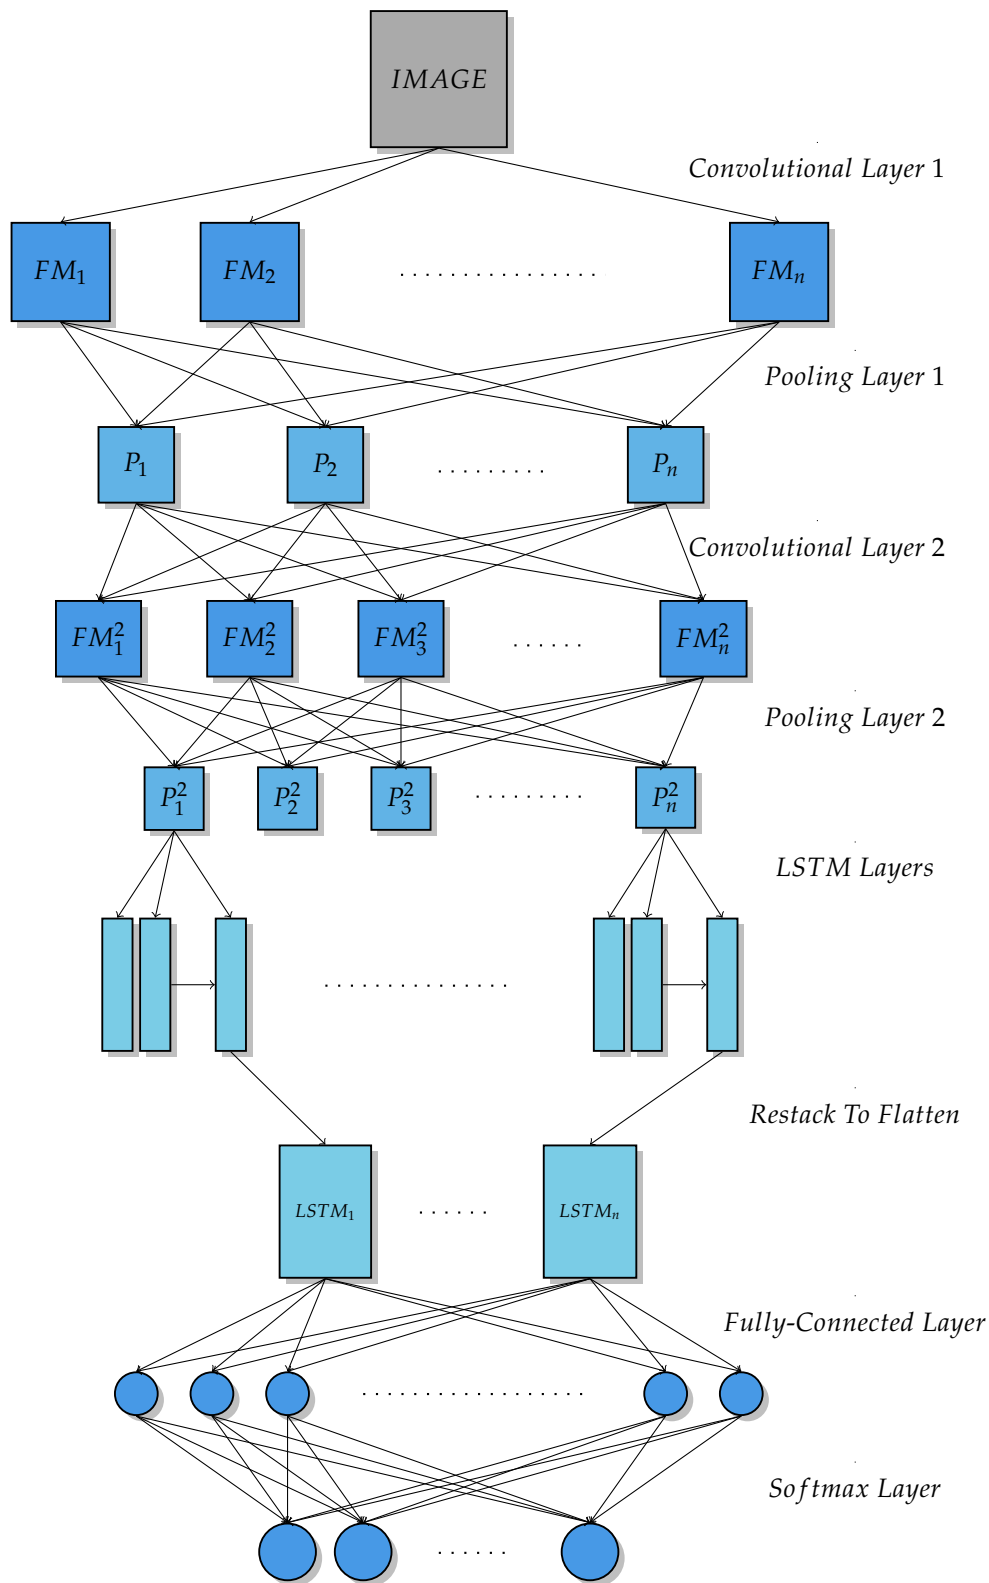 IMAGE
Convolutional Layer 1
FM₁ FM₂ ................ FMₙ
Pooling Layer 1
P₁ P₂ ......... Pₙ
Convolutional Layer 2
FM₁² FM₂² FM₃² ...... FMₙ²
Pooling Layer 2
P₁² P₂² P₃² ......... Pₙ²
LSTM Layers
...............
Restack To Flatten
LSTM₁ ...... LSTMₙ
Fully-Connected Layer
..................
Softmax Layer
......